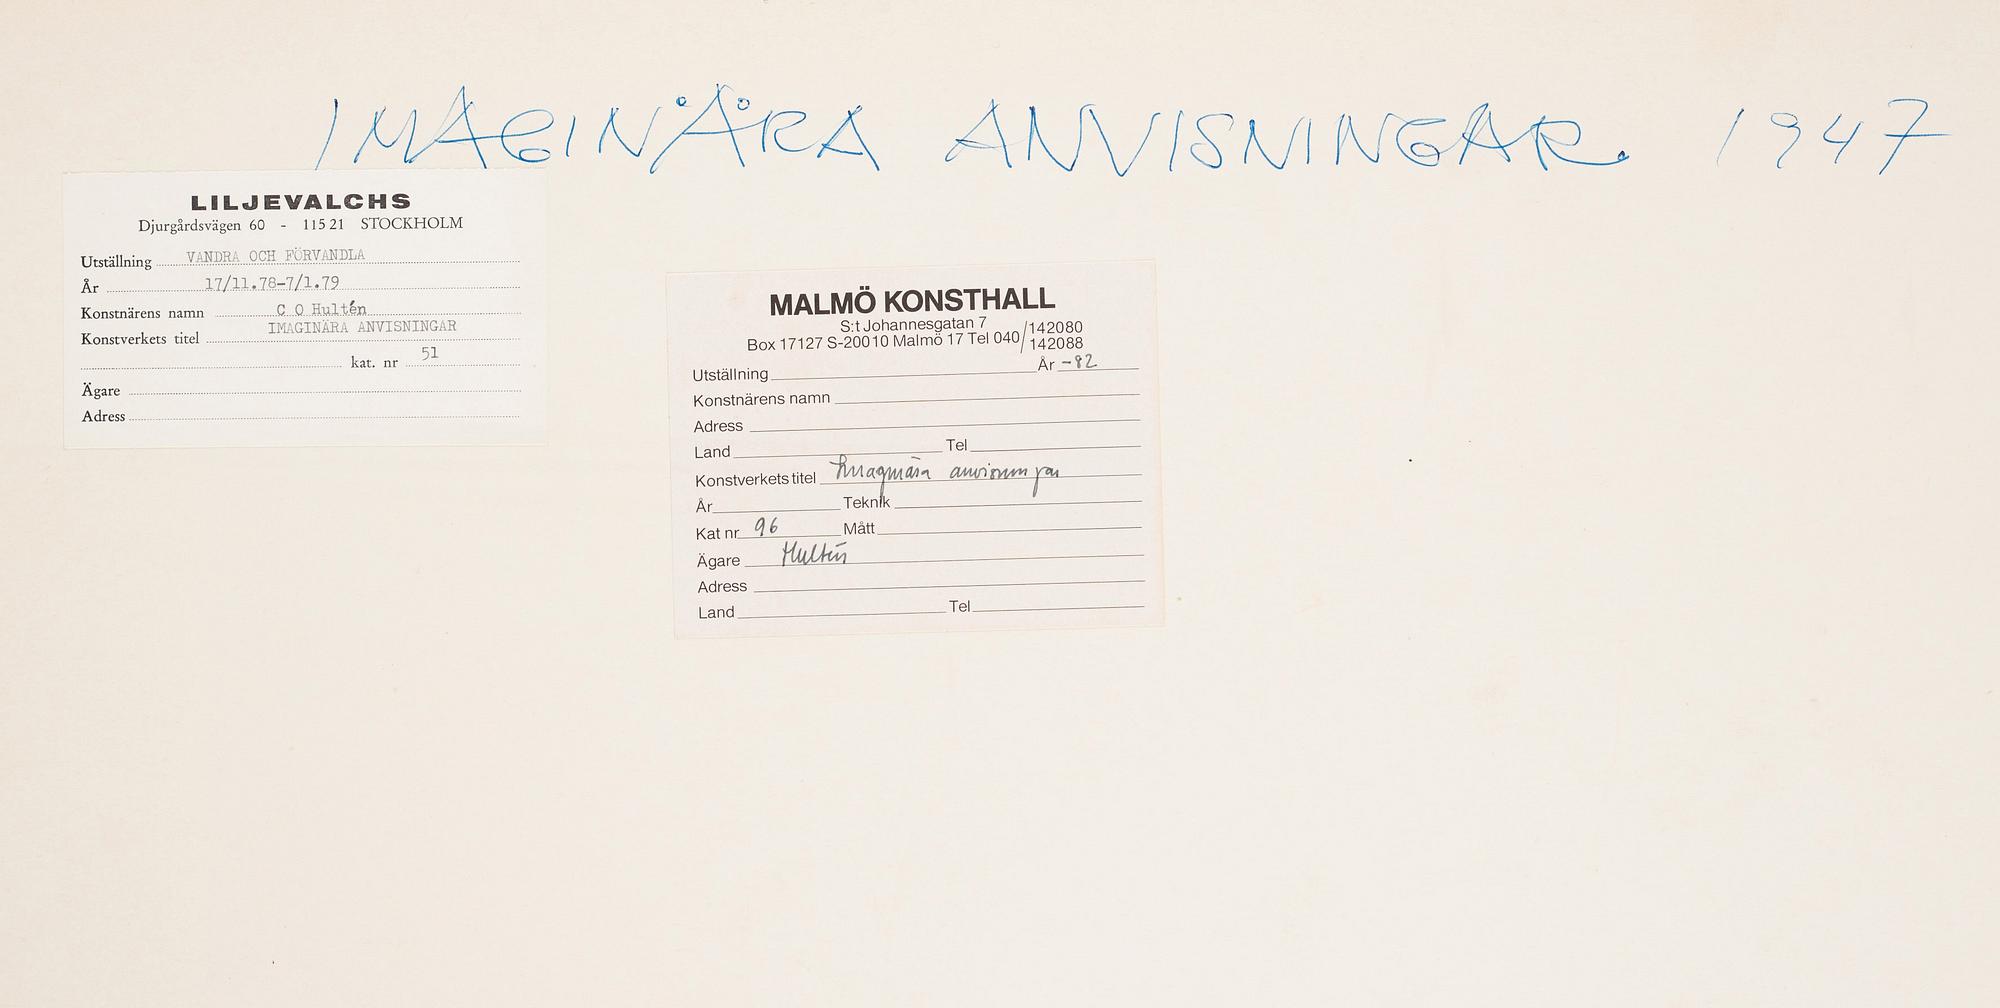 IMAGINÄRA ANVISNINGAR. 1947
LILJEVALCHS
Djurgårdsvägen 60 - 115 21 STOCKHOLM
Utställning VANDRA OCH FÖRVANDLA
År 17/11.78-7/1.79
Konstnärens namn C O Hultén
Konstverkets titel IMAGINÄRA ANVISNINGAR
kat. nr 51
Ägare
Adress
MALMÖ KONSTHALL
S:t Johannesgatan 7
Box 17127 S-200 10 Malmö 17 Tel 040/142080
142088
Utställning År -82
Konstnärens namn
Adress
Land Tel
Konstverkets titel Imaginära anvisningar
År Teknik
Kat nr 96 Mått
Ägare Hultén
Adress
Land Tel